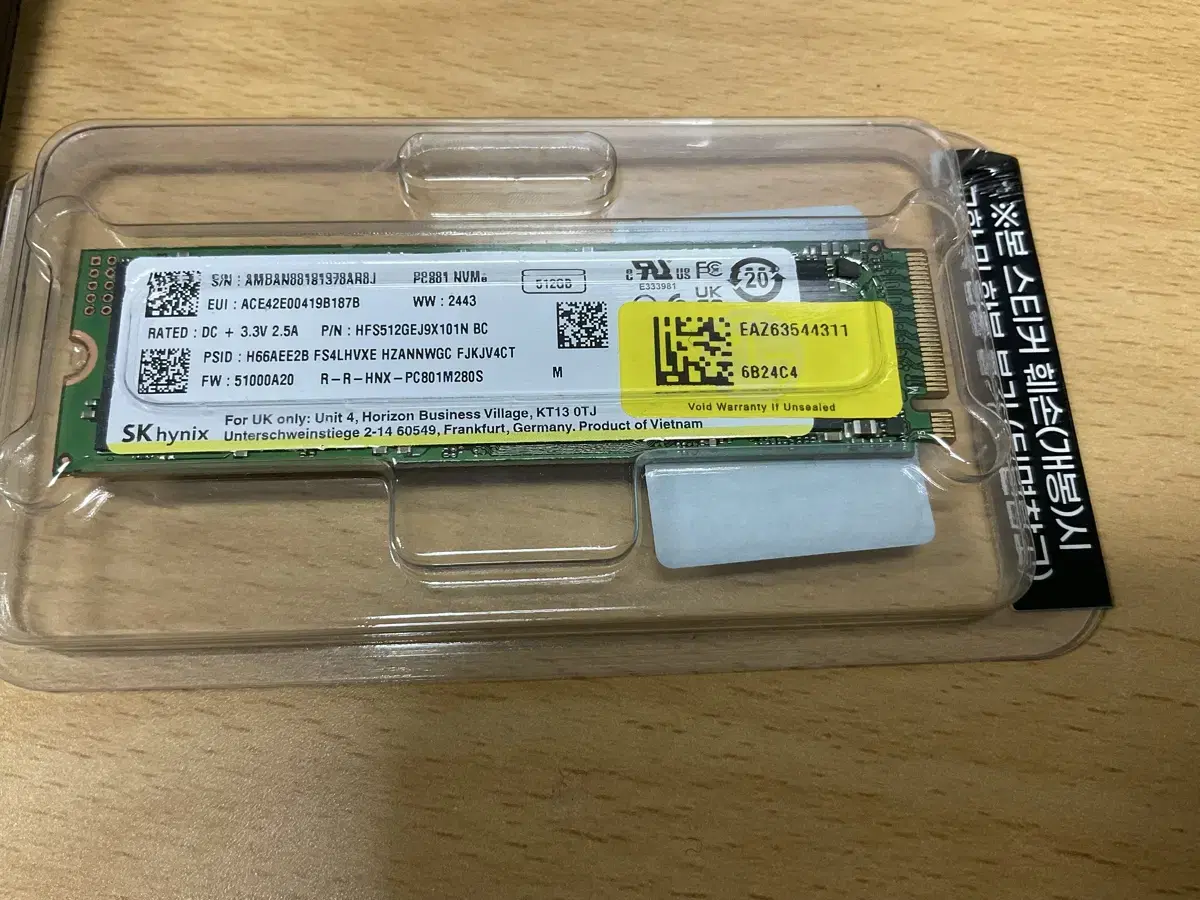 EUI : ACE42E00419B187B
WW : 2443
512GB
E333981
UK
20
RATED : DC + 3.3V 2.5A P/N : HFS512GEJ9X101N BC
PSID : H66AEE2B FS4LHVXE HZANNWGC FJKJV4CT
FW : 51000A20 R-R-HNX-PC801M280S M
For UK only: Unit 4, Horizon Business Village, KT13 0TJ
SK hynix Unterschweinstiege 2-14 60549, Frankfurt, Germany. Product of Vietnam
EAZ63544311
6B24C4
Void Warranty If Unsealed
※본 스티커 훼손(개봉)시